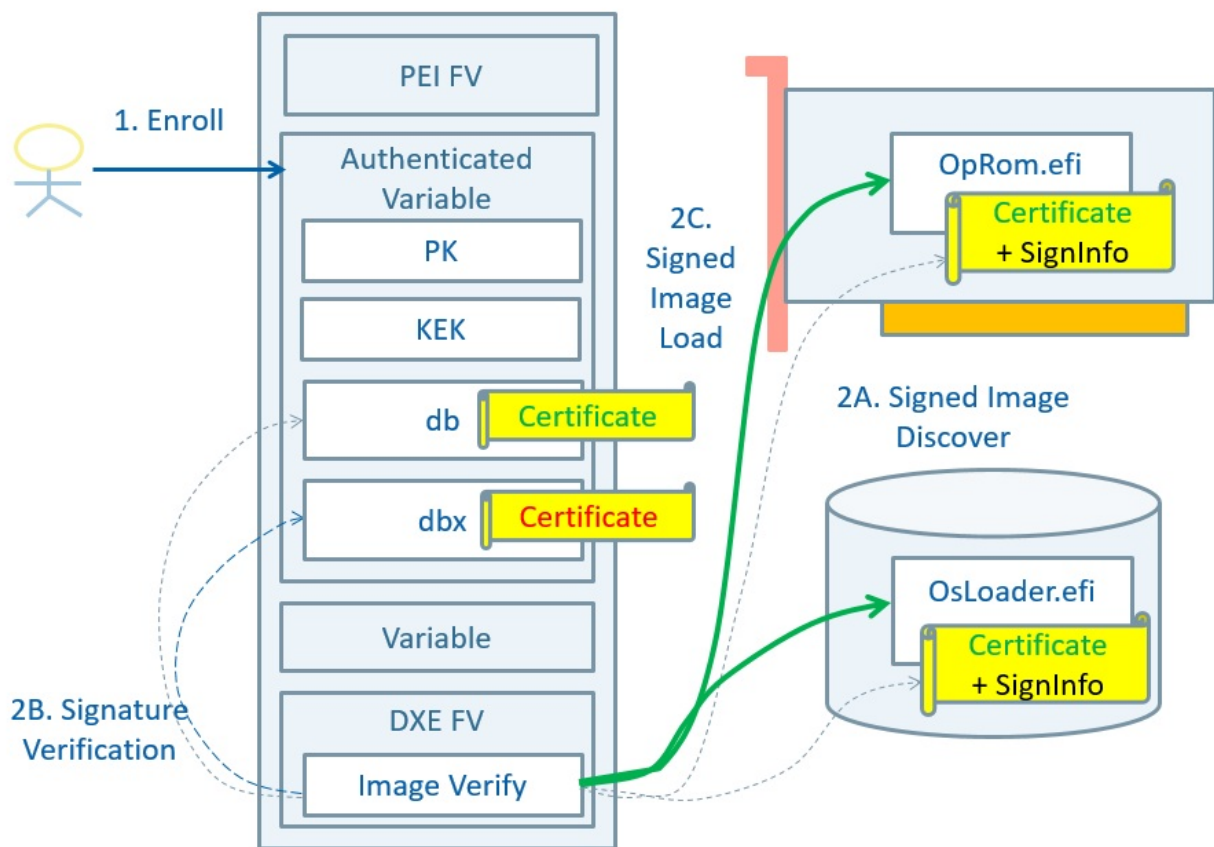 PEI FV
1. Enroll
Authenticated
Variable
PK
KEK
db
Certificate
dbx
Certificate
Variable
DXE FV
Image Verify
2B. Signature
Verification
2C.
Signed
Image
Load
OpRom.efi
Certificate
+ SignInfo
2A. Signed Image
Discover
OsLoader.efi
Certificate
+ SignInfo